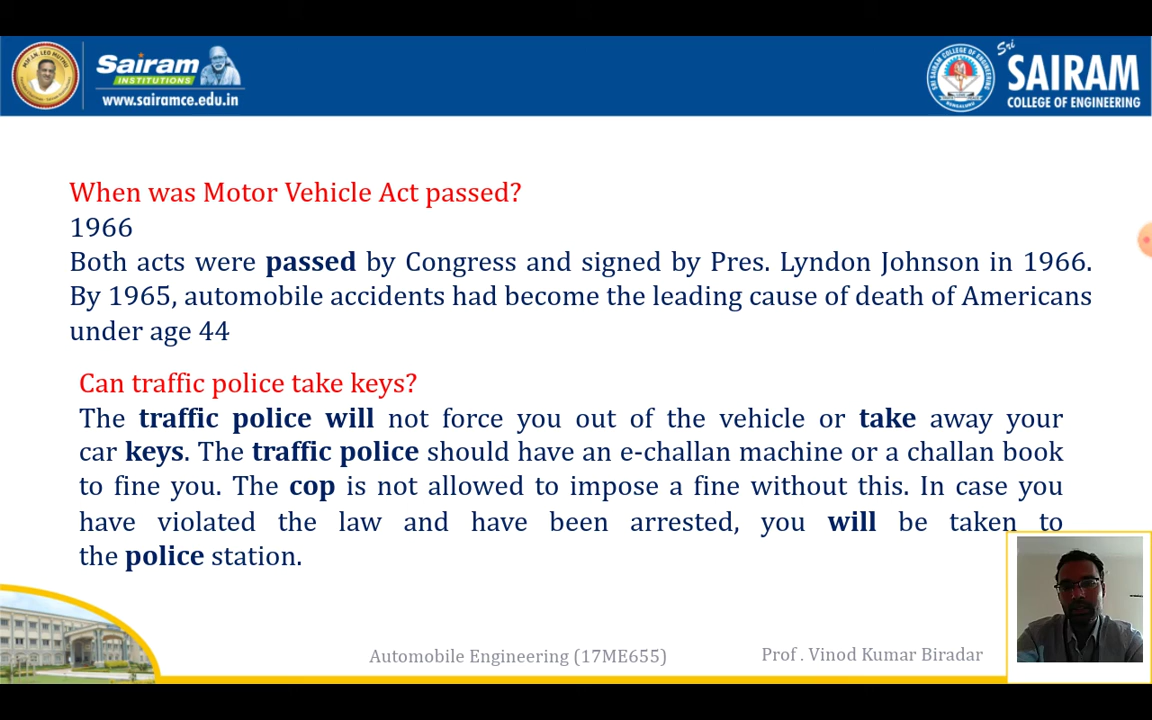 Sairam
INSTITUTIONS
www.sairamce.edu.in
Sri
SAIRAM
COLLEGE OF ENGINEERING
When was Motor Vehicle Act passed?
1966
Both acts were passed by Congress and signed by Pres. Lyndon Johnson in 1966.
By 1965, automobile accidents had become the leading cause of death of Americans
under age 44
Can traffic police take keys?
The traffic police will not force you out of the vehicle or take away your
car keys. The traffic police should have an e-challan machine or a challan book
to fine you. The cop is not allowed to impose a fine without this. In case you
have violated the law and have been arrested, you will be taken to
the police station.
Automobile Engineering (17ME655)
Prof . Vinod Kumar Biradar